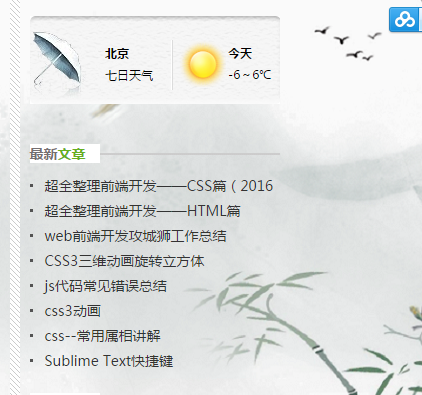 北京
七日天气
今天
-6～6℃
最新文章
超全整理前端开发——CSS篇（2016
超全整理前端开发——HTML篇
web前端开发攻城狮工作总结
CSS3三维动画旋转立方体
js代码常见错误总结
css3动画
css--常用属相讲解
Sublime Text快捷键